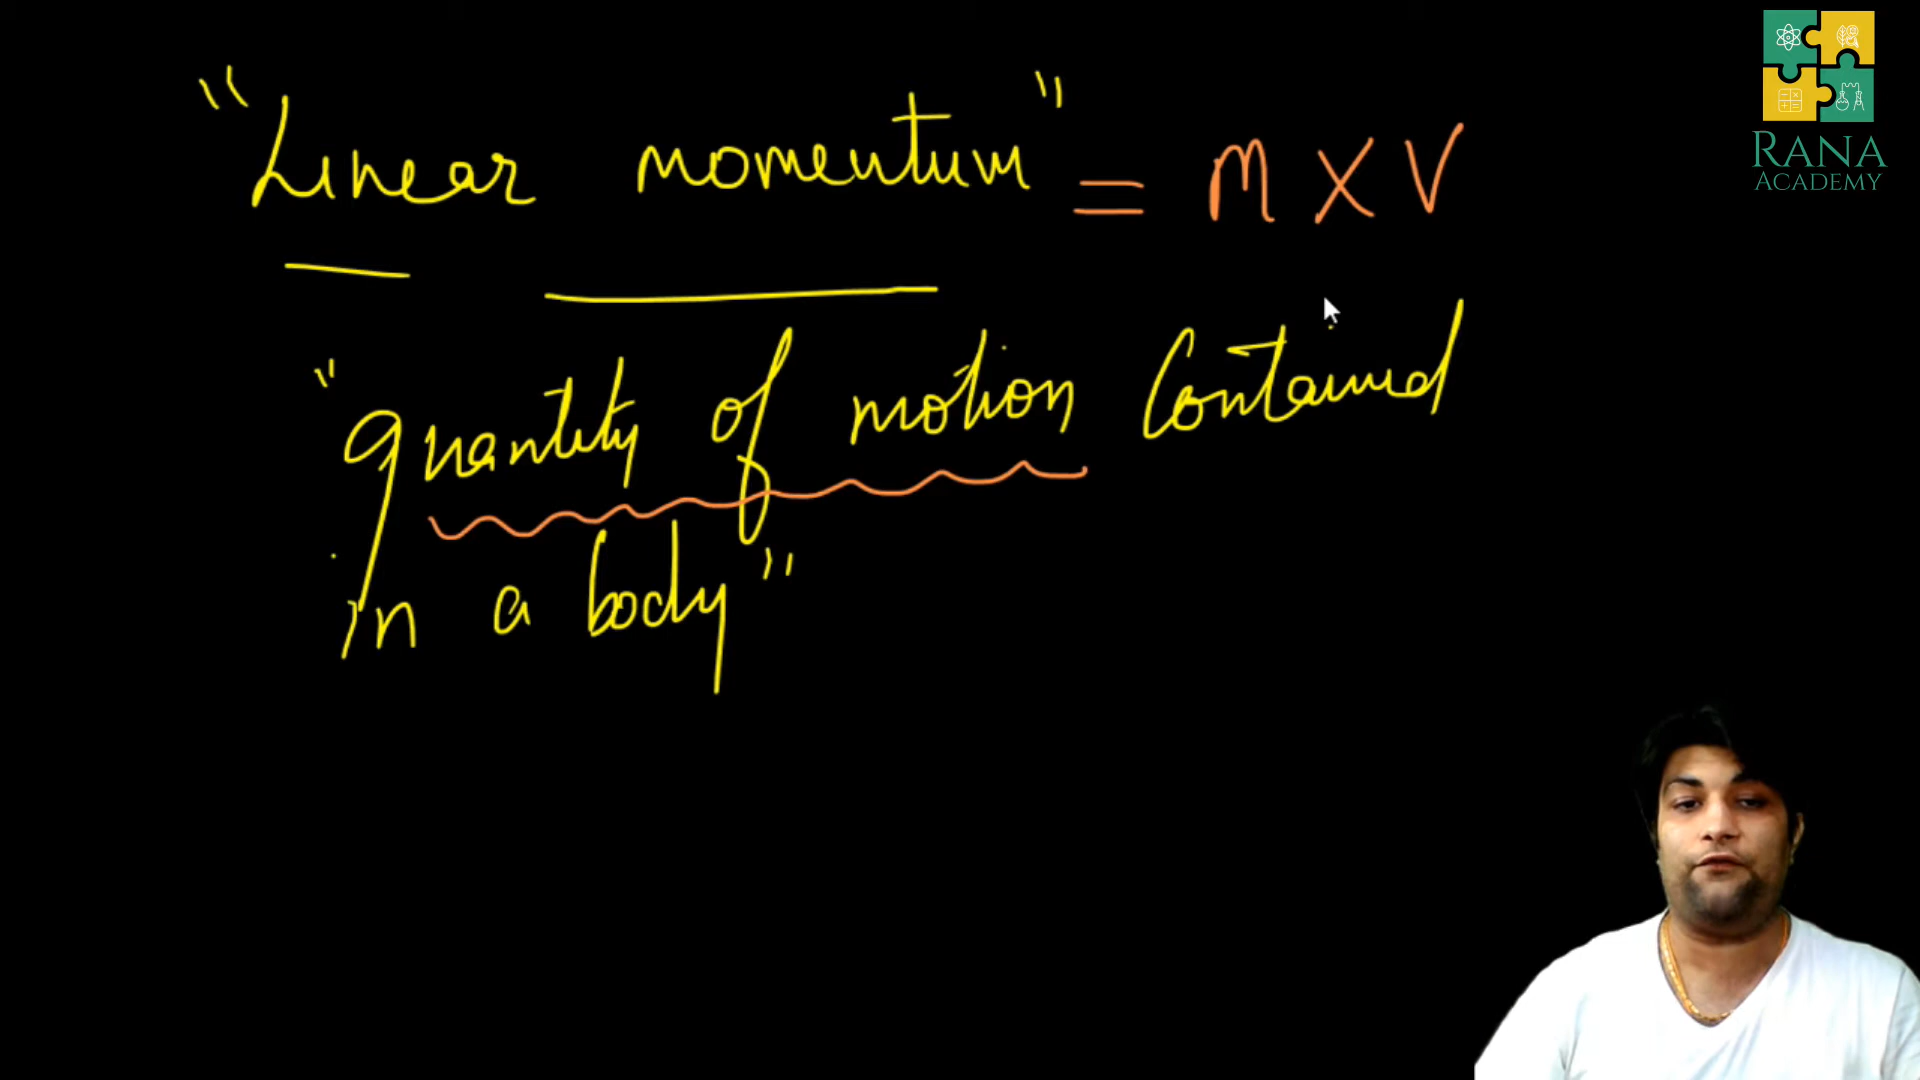 "Linear momentum" = M X V
"quantity of motion Contained
in a body"
RANA
ACADEMY